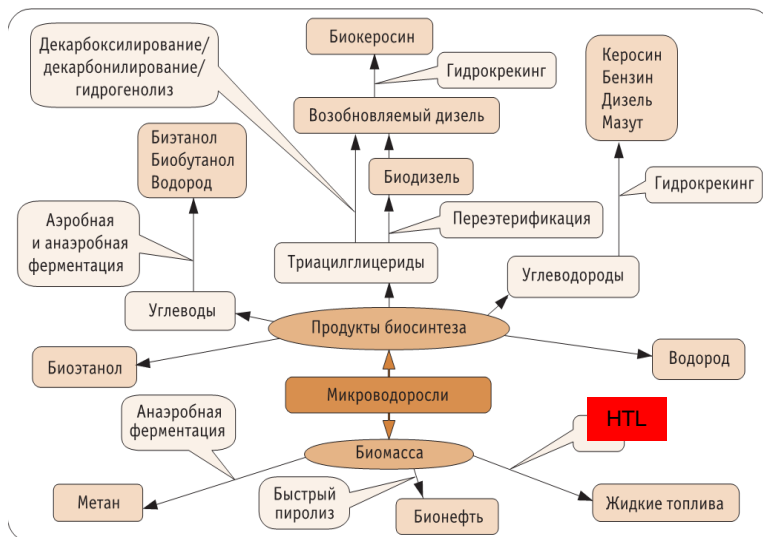 Биокеросин
Декарбоксилирование/
декарбонилирование/
гидрогенолиз
Гидрокрекинг
Керосин
Бензин
Дизель
Мазут
Возобновляемый дизель
Биэтанол
Биобутанол
Водород
Биодизель
Гидрокрекинг
Аэробная
и анаэробная
ферментация
Переэтерификация
Триацилглицериды
Углеводороды
Углеводы
Продукты биосинтеза
Биоэтанол
Водород
Микроводоросли
Анаэробная
ферментация
HTL
Биомасса
Метан
Быстрый
пиролиз
Бионефть
Жидкие топлива